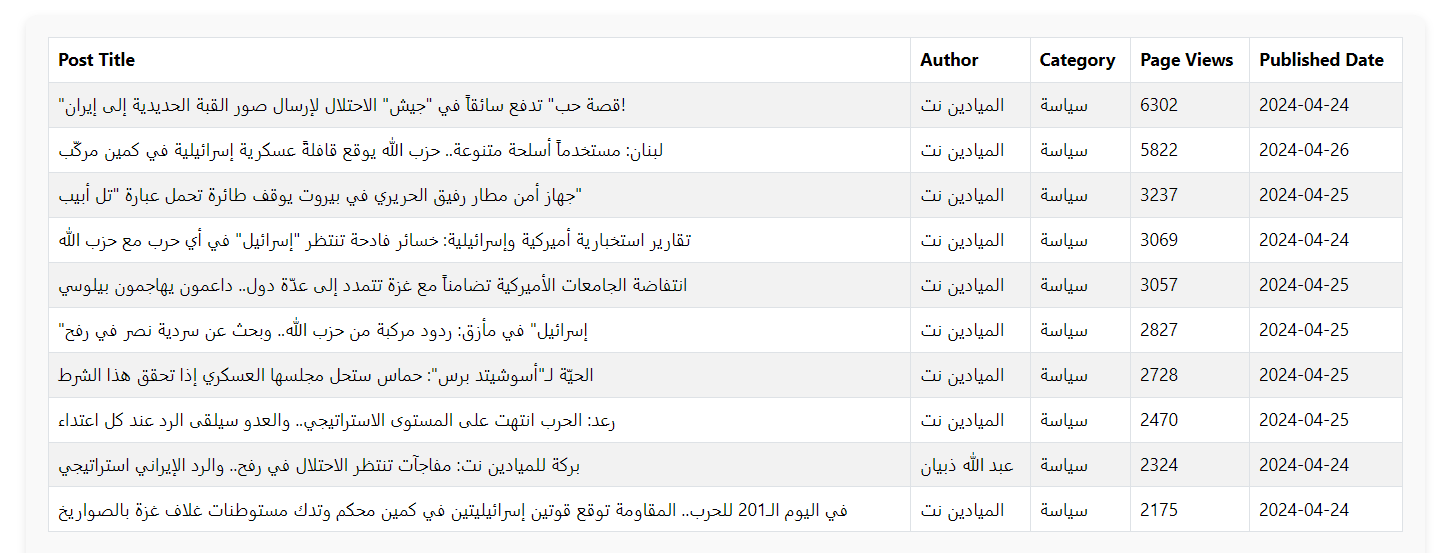 Post Title Author Category Page Views Published Date
"قصة حب" تدفع سائقاً في "جيش" الاحتلال لإرسال صور القبة الحديدية إلى إيران! الميادين نت سياسة 6302 2024-04-24
لبنان: مستخدماً أسلحة متنوعة.. حزب الله يوقع قافلةً عسكرية إسرائيلية في كمين مركّب الميادين نت سياسة 5822 2024-04-26
جهاز أمن مطار رفيق الحريري في بيروت يوقف طائرة تحمل عبارة "تل أبيب" الميادين نت سياسة 3237 2024-04-25
تقارير استخبارية أميركية وإسرائيلية: خسائر فادحة تنتظر "إسرائيل" في أي حرب مع حزب الله الميادين نت سياسة 3069 2024-04-24
انتفاضة الجامعات الأميركية تضامناً مع غزة تتمدد إلى عدّة دول.. داعمون يهاجمون بيلوسي الميادين نت سياسة 3057 2024-04-25
"إسرائيل" في مأزق: ردود مركبة من حزب الله.. وبحث عن سردية نصر في رفح الميادين نت سياسة 2827 2024-04-25
الحيّة لـ"أسوشيتد برس": حماس ستحل مجلسها العسكري إذا تحقق هذا الشرط الميادين نت سياسة 2728 2024-04-25
رعد: الحرب انتهت على المستوى الاستراتيجي.. والعدو سيلقى الرد عند كل اعتداء الميادين نت سياسة 2470 2024-04-25
بركة للميادين نت: مفاجآت تنتظر الاحتلال في رفح.. والرد الإيراني استراتيجي عبد الله ذبيان سياسة 2324 2024-04-24
في اليوم الـ201 للحرب.. المقاومة توقع قوتين إسرائيليتين في كمين محكم وتدك مستوطنات غلاف غزة بالصواريخ الميادين نت سياسة 2175 2024-04-24